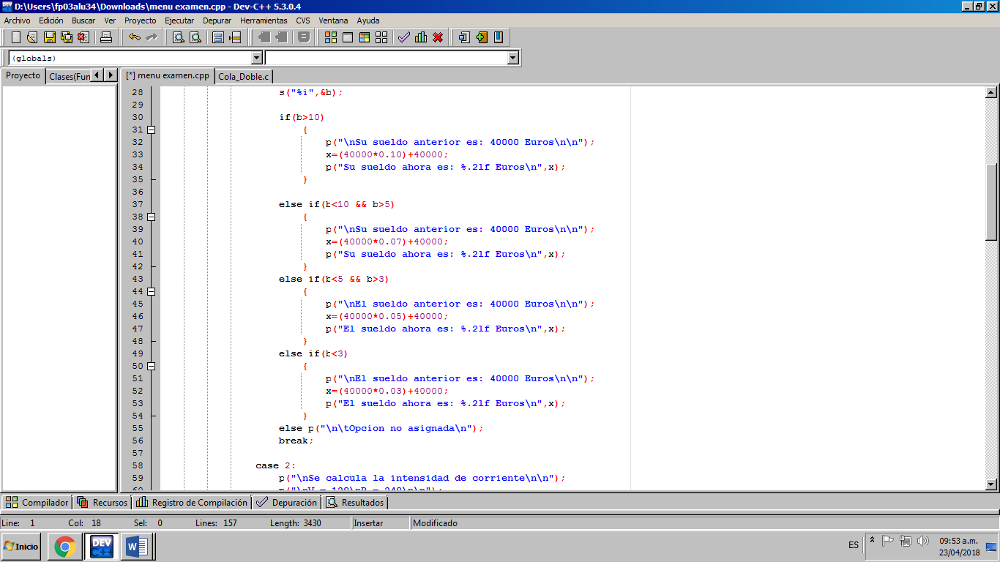 D:\Users\fp03alu34\Downloads\menu examen.cpp - Dev-C++ 5.3.0.4
Archivo Edición Buscar Ver Proyecto Ejecutar Depurar Herramientas CVS Ventana Ayuda
(globals)
Proyecto Clases(Fun [*] menu examen.cpp Cola_Doble.c
28 s("%i",&b);
29
30 if(b>10)
31 {
32 p("\nSu sueldo anterior es: 40000 Euros\n\n");
33 x=(40000*0.10)+40000;
34 p("Su sueldo ahora es: %.2lf Euros\n",x);
35 }
36
37 else if(b<10 && b>5)
38 {
39 p("\nSu sueldo anterior es: 40000 Euros\n\n");
40 x=(40000*0.07)+40000;
41 p("Su sueldo ahora es: %.2lf Euros\n",x);
42 }
43 else if(b<5 && b>3)
44 {
45 p("\nEl sueldo anterior es: 40000 Euros\n\n");
46 x=(40000*0.05)+40000;
47 p("El sueldo ahora es: %.2lf Euros\n",x);
48 }
49 else if(b<3)
50 {
51 p("\nEl sueldo anterior es: 40000 Euros\n\n");
52 x=(40000*0.03)+40000;
53 p("El sueldo ahora es: %.2lf Euros\n",x);
54 }
55 else p("\n\tOpcion no asignada\n");
56 break;
57
58 case 2:
59 p("\nSe calcula la intensidad de corriente\n\n");
Compilador Recursos Registro de Compilación Depuración Resultados
Line: 1 Col: 18 Sel: 0 Lines: 157 Length: 3430 Insertar Modificado
Inicio DEV C++ W ES 09:53 a.m.
23/04/2018